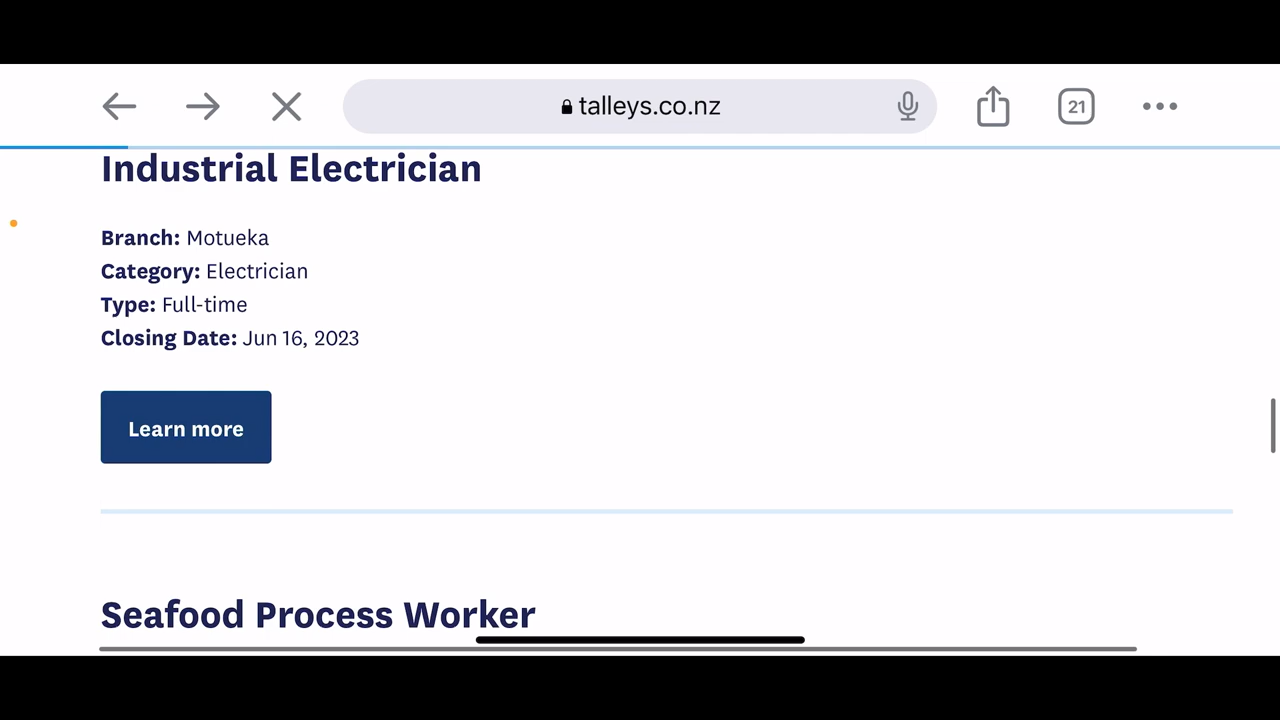 talleys.co.nz
21
Industrial Electrician
Branch: Motueka
Category: Electrician
Type: Full-time
Closing Date: Jun 16, 2023
Learn more
Seafood Process Worker